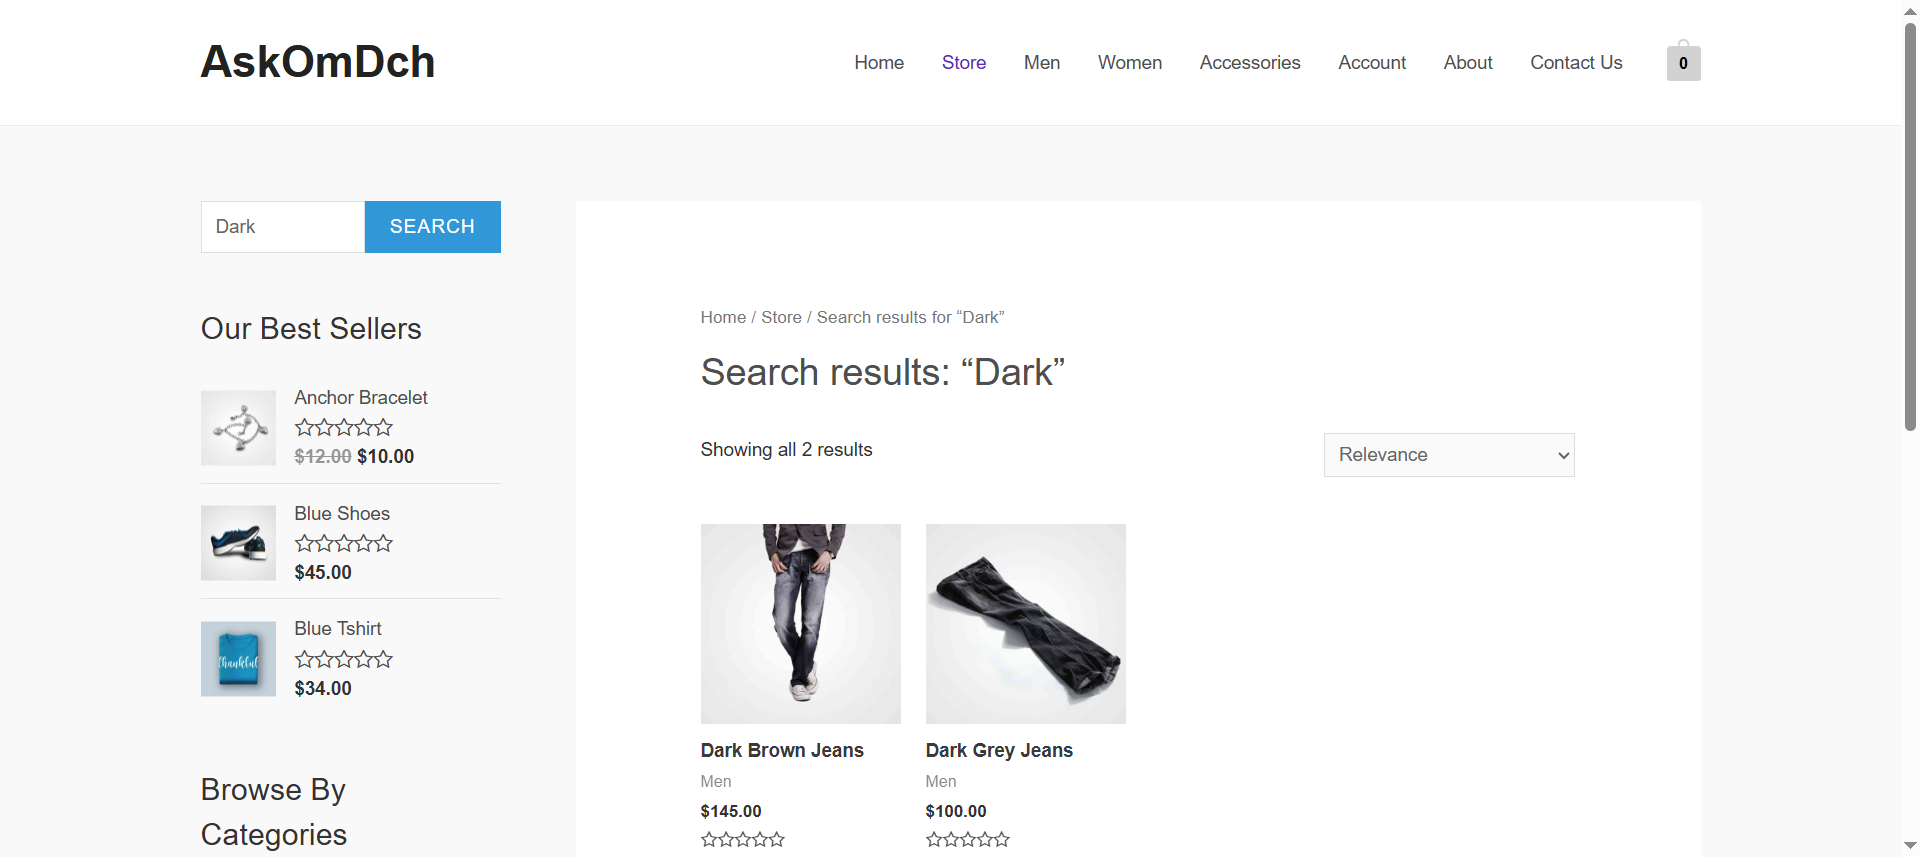 AskOmDch
Home
Store
Men
Women
Accessories
Account
About
Contact Us
0
Dark
SEARCH
Our Best Sellers
Anchor Bracelet
$12.00 $10.00
Blue Shoes
$45.00
thankful
Blue Tshirt
$34.00
Browse By
Categories
Home / Store / Search results for “Dark”
Search results: “Dark”
Showing all 2 results
Relevance
Dark Brown Jeans
Men
$145.00
Dark Grey Jeans
Men
$100.00